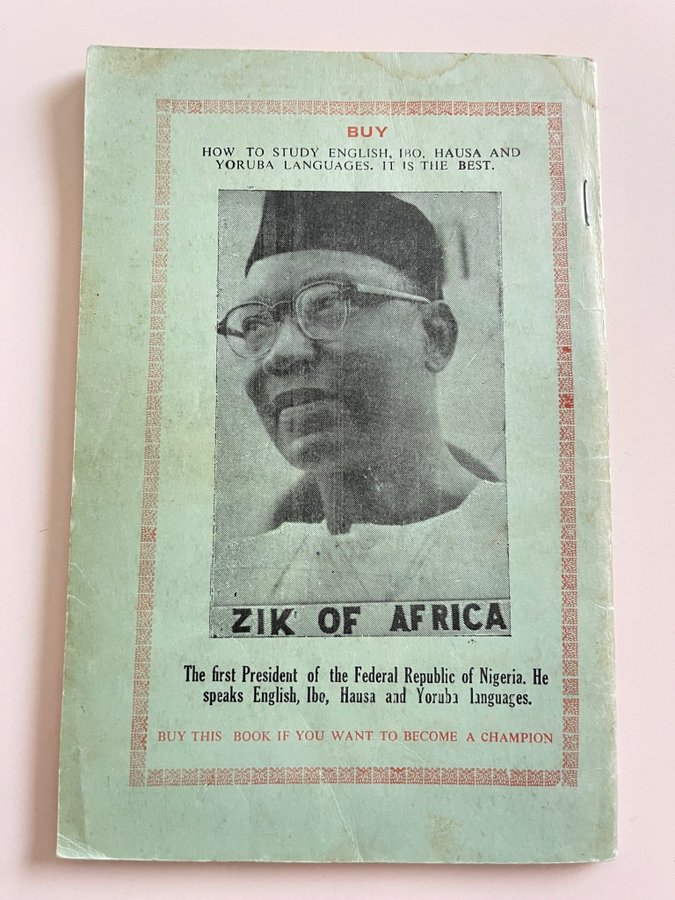 BUY
HOW TO STUDY ENGLISH, IBO, HAUSA AND
YORUBA LANGUAGES. IT IS THE BEST.
ZIK OF AFRICA
The first President of the Federal Republic of Nigeria. He
speaks English, Ibo, Hausa and Yoruba languages.
BUY THIS BOOK IF YOU WANT TO BECOME A CHAMPION